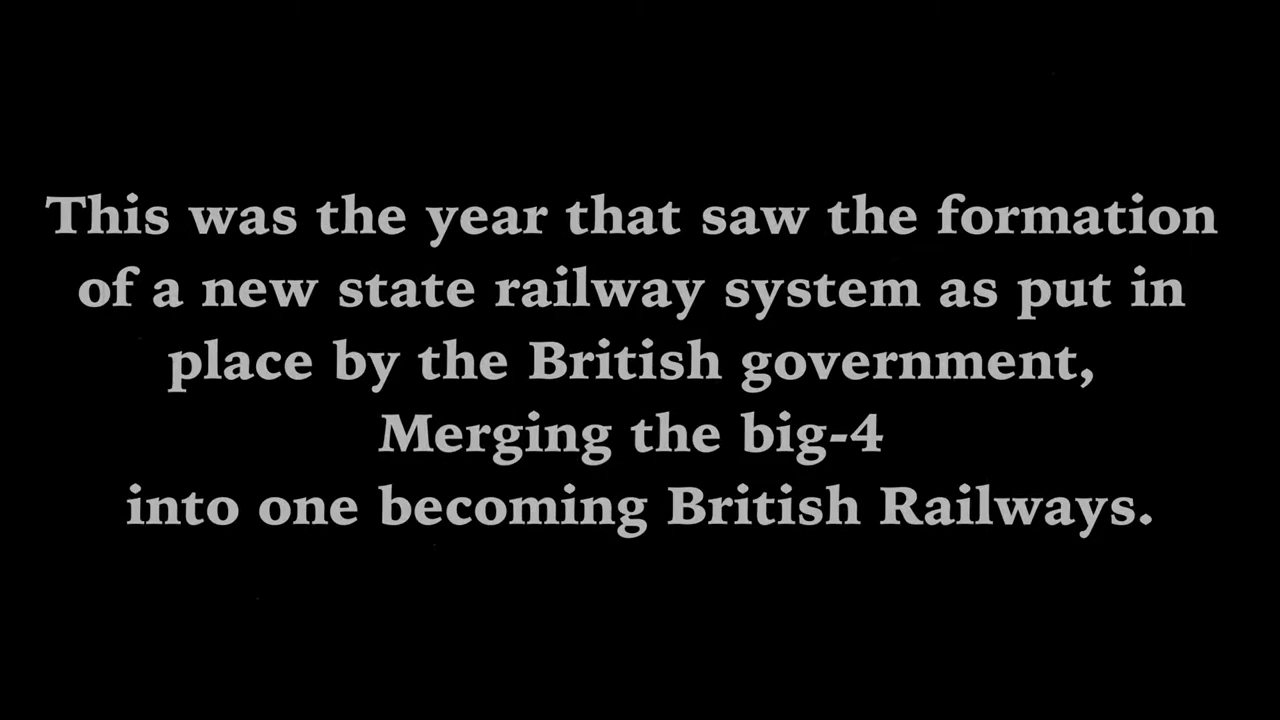 This was the year that saw the formation
of a new state railway system as put in
place by the British government,
Merging the big-4
into one becoming British Railways.